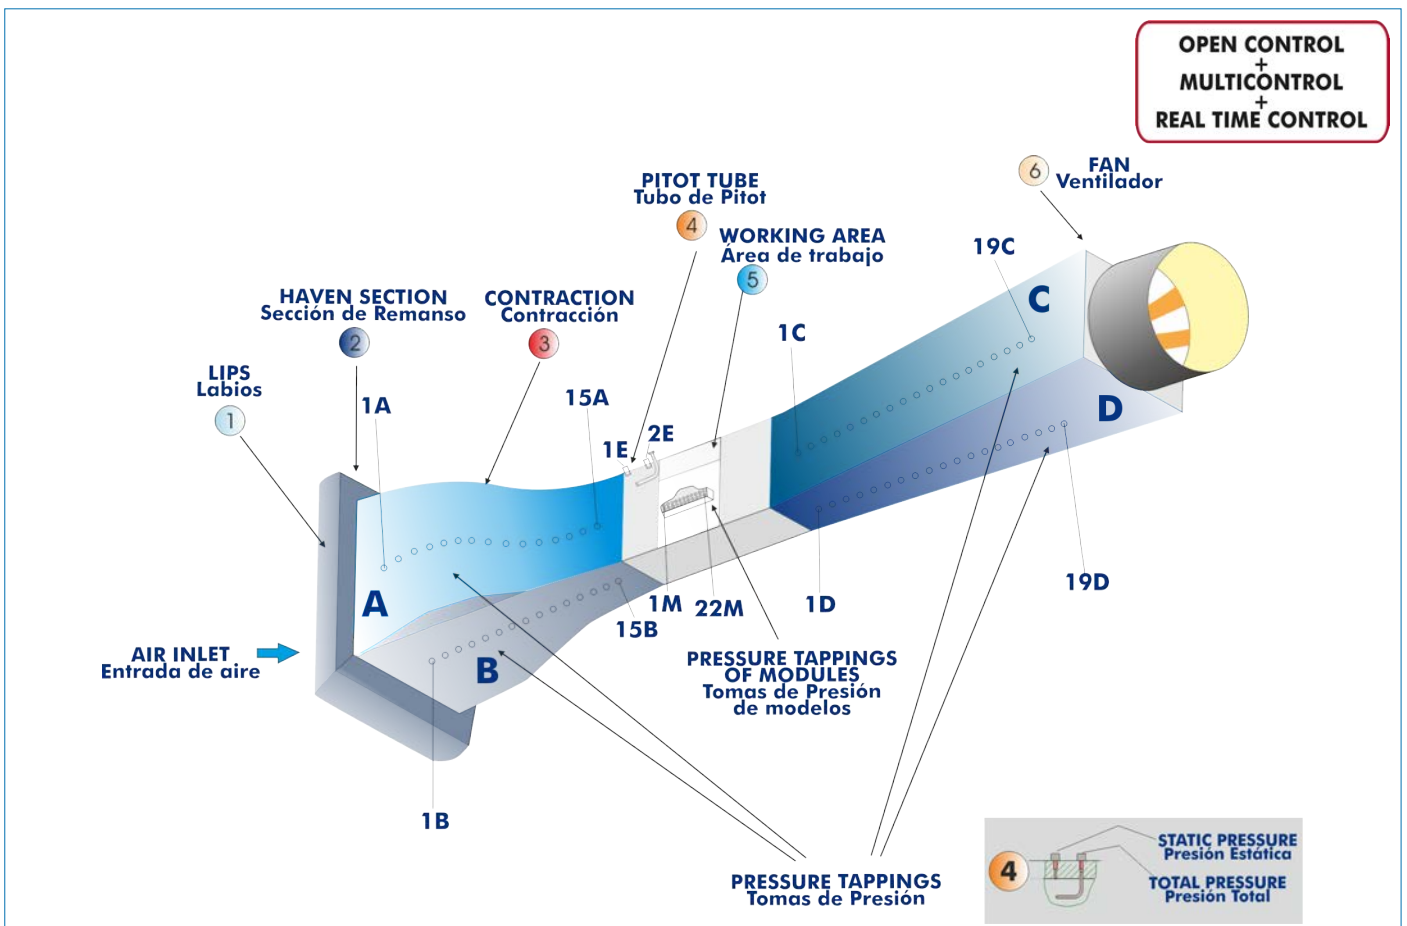 OPEN CONTROL
+
MULTICONTROL
+
REAL TIME CONTROL
6
FAN
Ventilador
PITOT TUBE
Tubo de Pitot
4
WORKING AREA
Área de trabajo
5
19C
C
HAVEN SECTION
Sección de Remanso
2
CONTRACTION
Contracción
3
1C
LIPS
Labios
1
1A
15A
1E
2E
D
A
1M
22M
1D
19D
15B
AIR INLET
Entrada de aire
B
PRESSURE TAPPINGS
OF MODULES
Tomas de Presión
de modelos
1B
PRESSURE TAPPINGS
Tomas de Presión
4
STATIC PRESSURE
Presión Estática
TOTAL PRESSURE
Presión Total